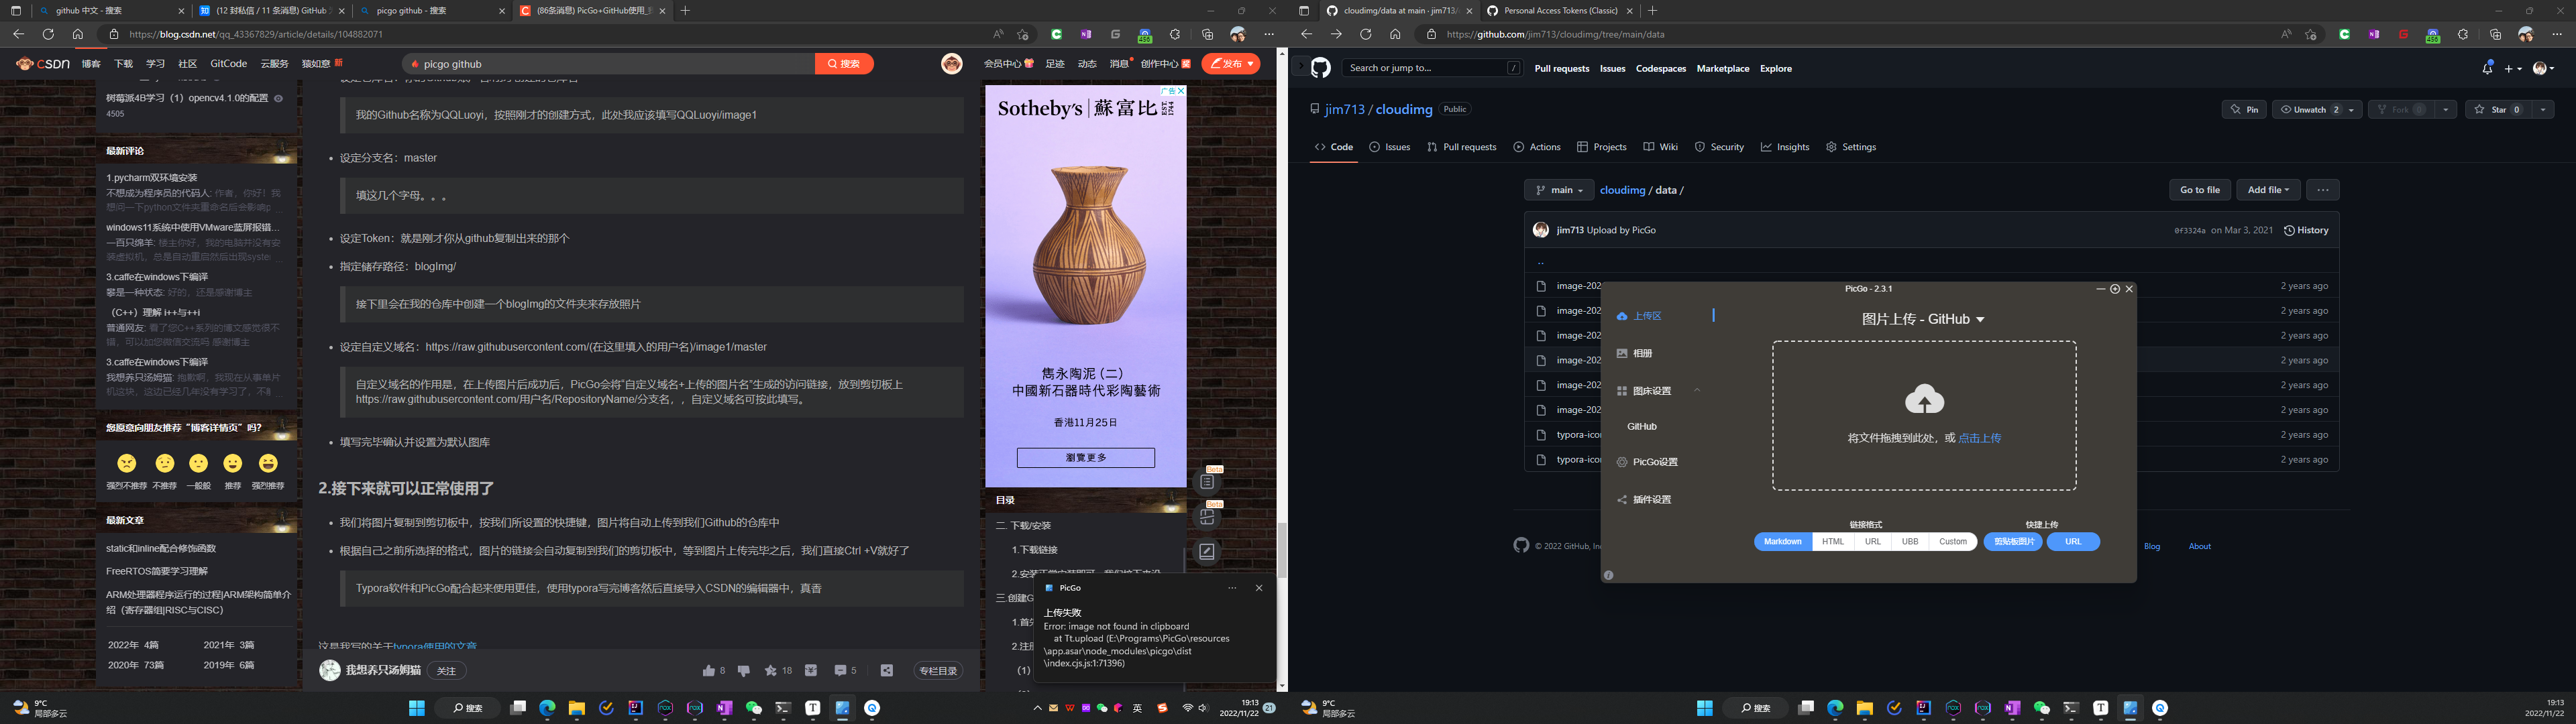 github 中文 - 搜索
(12 封私信 / 11 条消息) GitHub
picgo github - 搜索
(86条消息) PicGo+GitHub使用
https://blog.csdn.net/qq_43367829/article/details/104882071
CSDN 博客 下载 学习 社区 GitCode 云服务 猿如意 新
picgo github
搜索
会员中心 足迹 动态 消息 创作中心 发布
树莓派4B学习（1）opencv4.1.0的配置
4505
最新评论
1.pycharm双环境安装
不想成为程序员的代码人: 作者，你好！我想问一下python文件夹重命名后会影响p
windows11系统中使用VMware蓝屏报错...
一百只绵羊: 楼主你好，我的电脑并没有安装虚拟机，总是自动重启然后出现syste
3.caffe在windows下编译
攀是一种状态: 好的，还是感谢博主
（C++）理解 i++与++i
普通网友: 看了您C++系列的博文感觉很不错，可以加您微信交流吗 感谢博主
3.caffe在windows下编译
我想养只汤姆猫: 抱歉啊，我现在从事单片机这块，这边已经几年没有学习了，不
您愿意向朋友推荐“博客详情页”吗？
强烈不推荐 不推荐 一般般 推荐 强烈推荐
最新文章
static和inline配合修饰函数
FreeRTOS简要学习理解
ARM处理器程序运行的过程|ARM架构简单介绍（寄存器组|RISC与CISC）
2022年 4篇 2021年 3篇
2020年 73篇 2019年 6篇
我的Github名称为QQLuoyi，按照刚才的创建方式，此处我应该填写QQLuoyi/image1
设定分支名：master
填这几个字母。。。
设定Token：就是刚才你从github复制出来的那个
指定储存路径：blogImg/
接下里会在我的仓库中创建一个blogImg的文件夹来存放照片
设定自定义域名：https://raw.githubusercontent.com/(在这里填入的用户名)/image1/master
自定义域名的作用是，在上传图片后成功后，PicGo会将“自定义域名+上传的图片名”生成的访问链接，放到剪切板上
https://raw.githubusercontent.com/用户名/RepositoryName/分支名，，自定义域名可按此填写。
填写完毕确认并设置为默认图库
2.接下来就可以正常使用了
我们将图片复制到剪切板中，按我们所设置的快捷键，图片将自动上传到我们Github的仓库中
根据自己之前所选择的格式，图片的链接会自动复制到我们的剪切板中，等到图片上传完毕之后，我们直接Ctrl +V就好了
Typora软件和PicGo配合起来使用更佳，使用typora写完博客然后直接导入CSDN的编辑器中，真香
这是我写的关于typora使用的文章
我想养只汤姆猫 关注
8 18 5 专栏目录
广告
Sotheby's 蘇富比 EST. 1744
雋永陶泥 (二)
中國新石器時代彩陶藝術
香港11月25日
瀏覽更多
Beta
Beta
目录
二. 下载/安装
1.下载链接
2.安装
三.创建G
1.首
2.注册
(1)
PicGo
上传失败
Error: image not found in clipboard
at Tt.upload (E:\Programs\PicGo\resources
\app.asar\node_modules\picgo\dist
\index.cjs.js:1:71396)
9°C
局部多云
搜索
英
19:13
2022/11/22
21
cloudimg/data at main · jim713/
Personal Access Tokens (Classic)
https://github.com/jim713/cloudimg/tree/main/data
450
450
Search or jump to... /
Pull requests Issues Codespaces Marketplace Explore
jim713 / cloudimg Public
Pin Unwatch 2 Fork 0 Star 0
Code Issues Pull requests Actions Projects Wiki Security Insights Settings
main cloudimg / data /
Go to file Add file ...
jim713 Upload by PicGo 0f3324a on Mar 3, 2021 History
..
image-202 2 years ago
image-202 2 years ago
image-202 2 years ago
image-202 2 years ago
image-202 2 years ago
image-202 2 years ago
typora-ico 2 years ago
typora-ico 2 years ago
© 2022 GitHub, Inc
Blog About
PicGo - 2.3.1
上传区
相册
图床设置
GitHub
PicGo设置
插件设置
图片上传 - GitHub
将文件拖拽到此处，或 点击上传
链接格式 快捷上传
Markdown HTML URL UBB Custom 剪贴板图片 URL
9°C
局部多云
搜索
19:13
2022/11/22